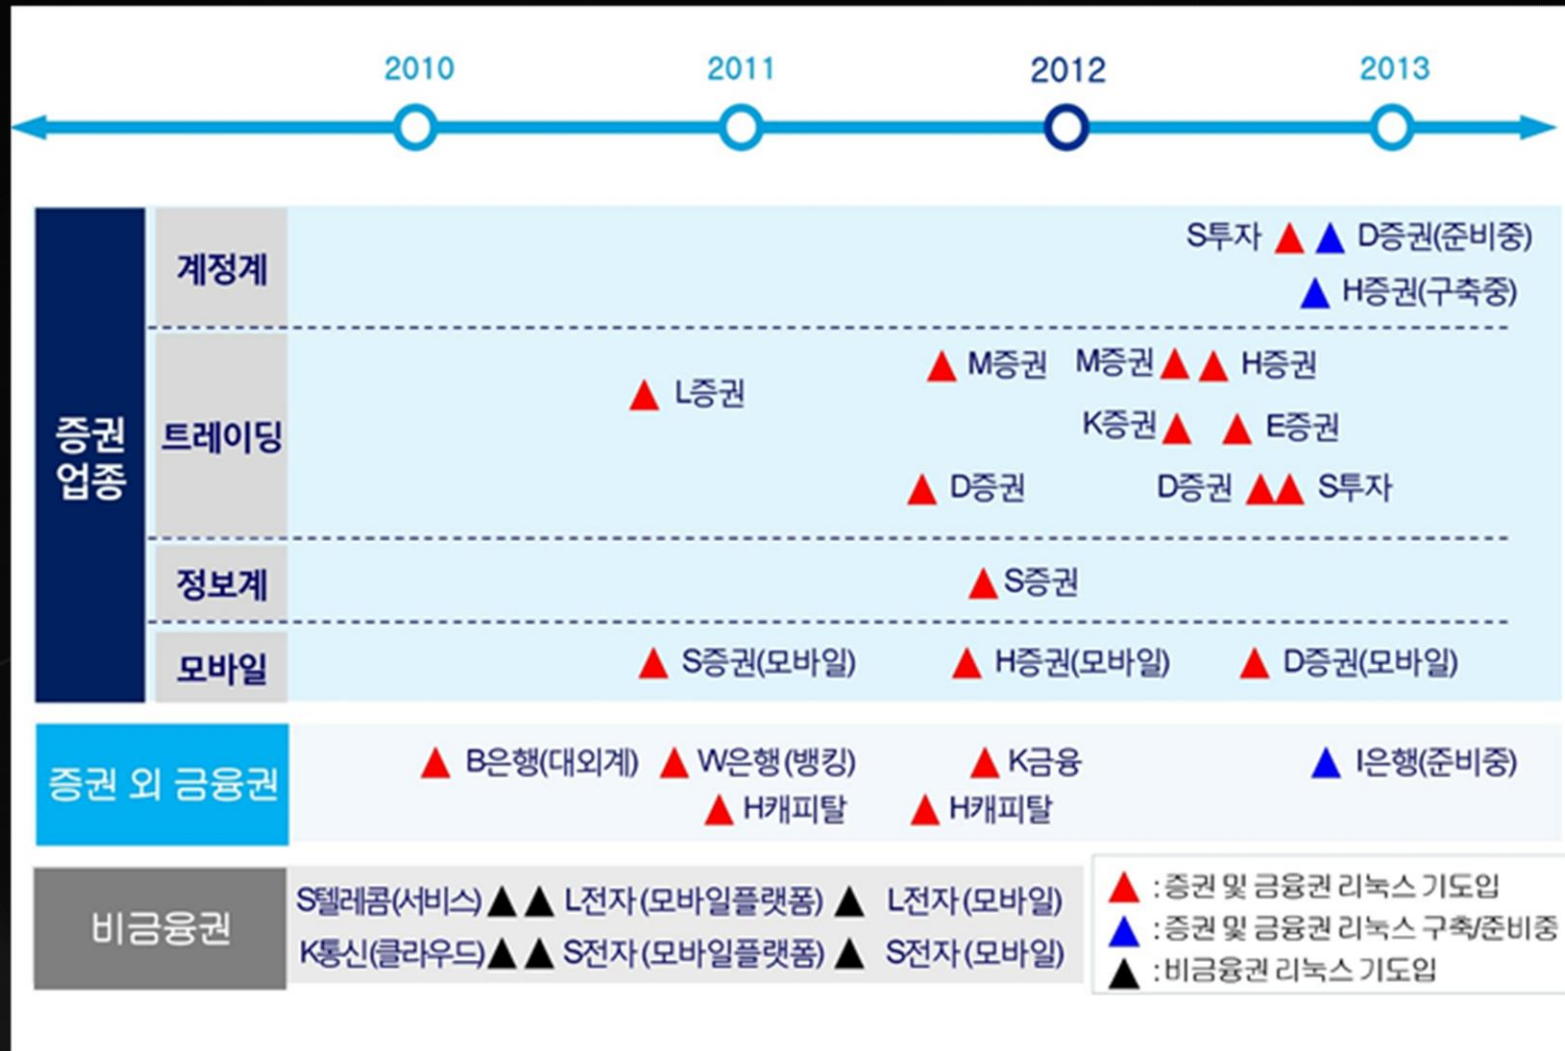 2010 2011 2012 2013
증권
업종
계정계
S투자 ▲ ▲ D증권(준비중)
▲ H증권(구축중)
트레이딩
▲ M증권 M증권 ▲ ▲ H증권
▲ L증권
K증권 ▲ ▲ E증권
▲ D증권 D증권 ▲▲ S투자
정보계
▲ S증권
모바일
▲ S증권(모바일) ▲ H증권(모바일) ▲ D증권(모바일)
증권 외 금융권
▲ B은행(대외계) ▲ W은행(뱅킹) ▲ K금융 ▲ I은행(준비중)
▲ H캐피탈 ▲ H캐피탈
비금융권
S텔레콤(서비스) ▲ ▲ L전자(모바일플랫폼) ▲ L전자(모바일)
K통신(클라우드) ▲ ▲ S전자(모바일플랫폼) ▲ S전자(모바일)
▲ : 증권 및 금융권 리눅스 기도입
▲ : 증권 및 금융권 리눅스 구축/준비중
▲ : 비금융권 리눅스 기도입